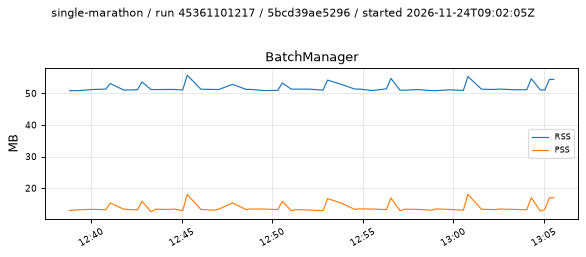 single-marathon / run 45361101217 / 5bcd39ae5296 / started 2026-11-24T09:02:05Z
BatchManager
MB
50
40
30
20
RSS
PSS
12:40
12:45
12:50
12:55
13:00
13:05